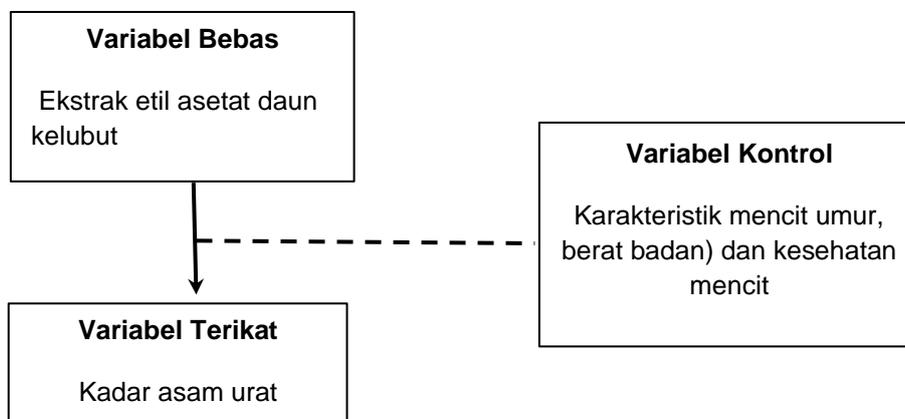 Variabel Bebas
Ekstrak etil asetat daun
kelubut
Variabel Kontrol
Karakteristik mencit umur,
berat badan) dan kesehatan
mencit
Variabel Terikat
Kadar asam urat